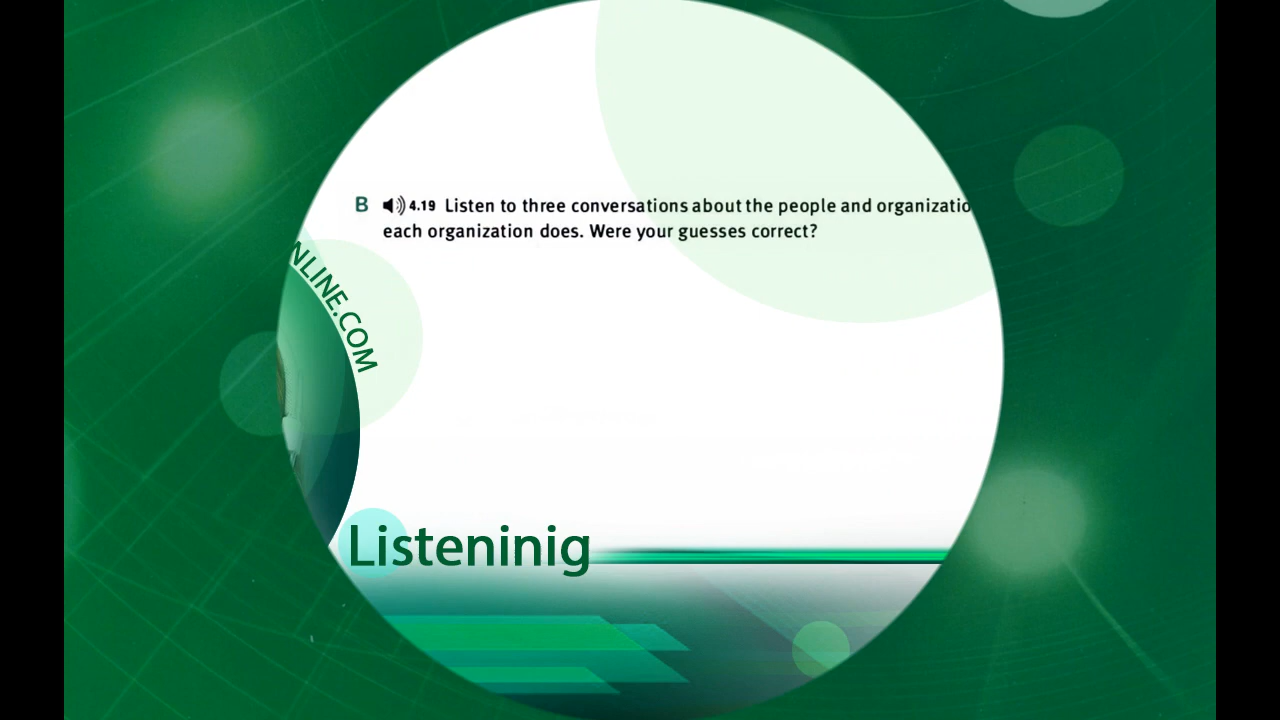 B 4.19 Listen to three conversations about the people and organizatio
each organization does. Were your guesses correct?
NLINE.COM
Listeninig